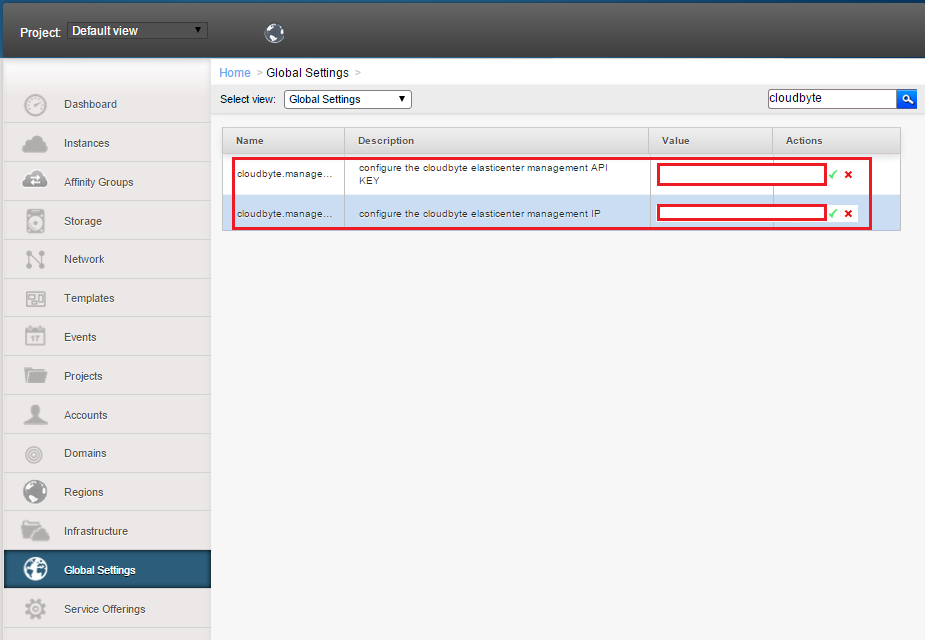 Project: Default view
Home > Global Settings >
Select view: Global Settings
cloudbyte
Dashboard
Instances
Affinity Groups
Storage
Network
Templates
17
Events
Projects
Accounts
Domains
Regions
Infrastructure
Global Settings
Service Offerings
Name Description Value Actions
cloudbyte.manage... configure the cloudbyte elasticenter management API
KEY
cloudbyte.manage... configure the cloudbyte elasticenter management IP